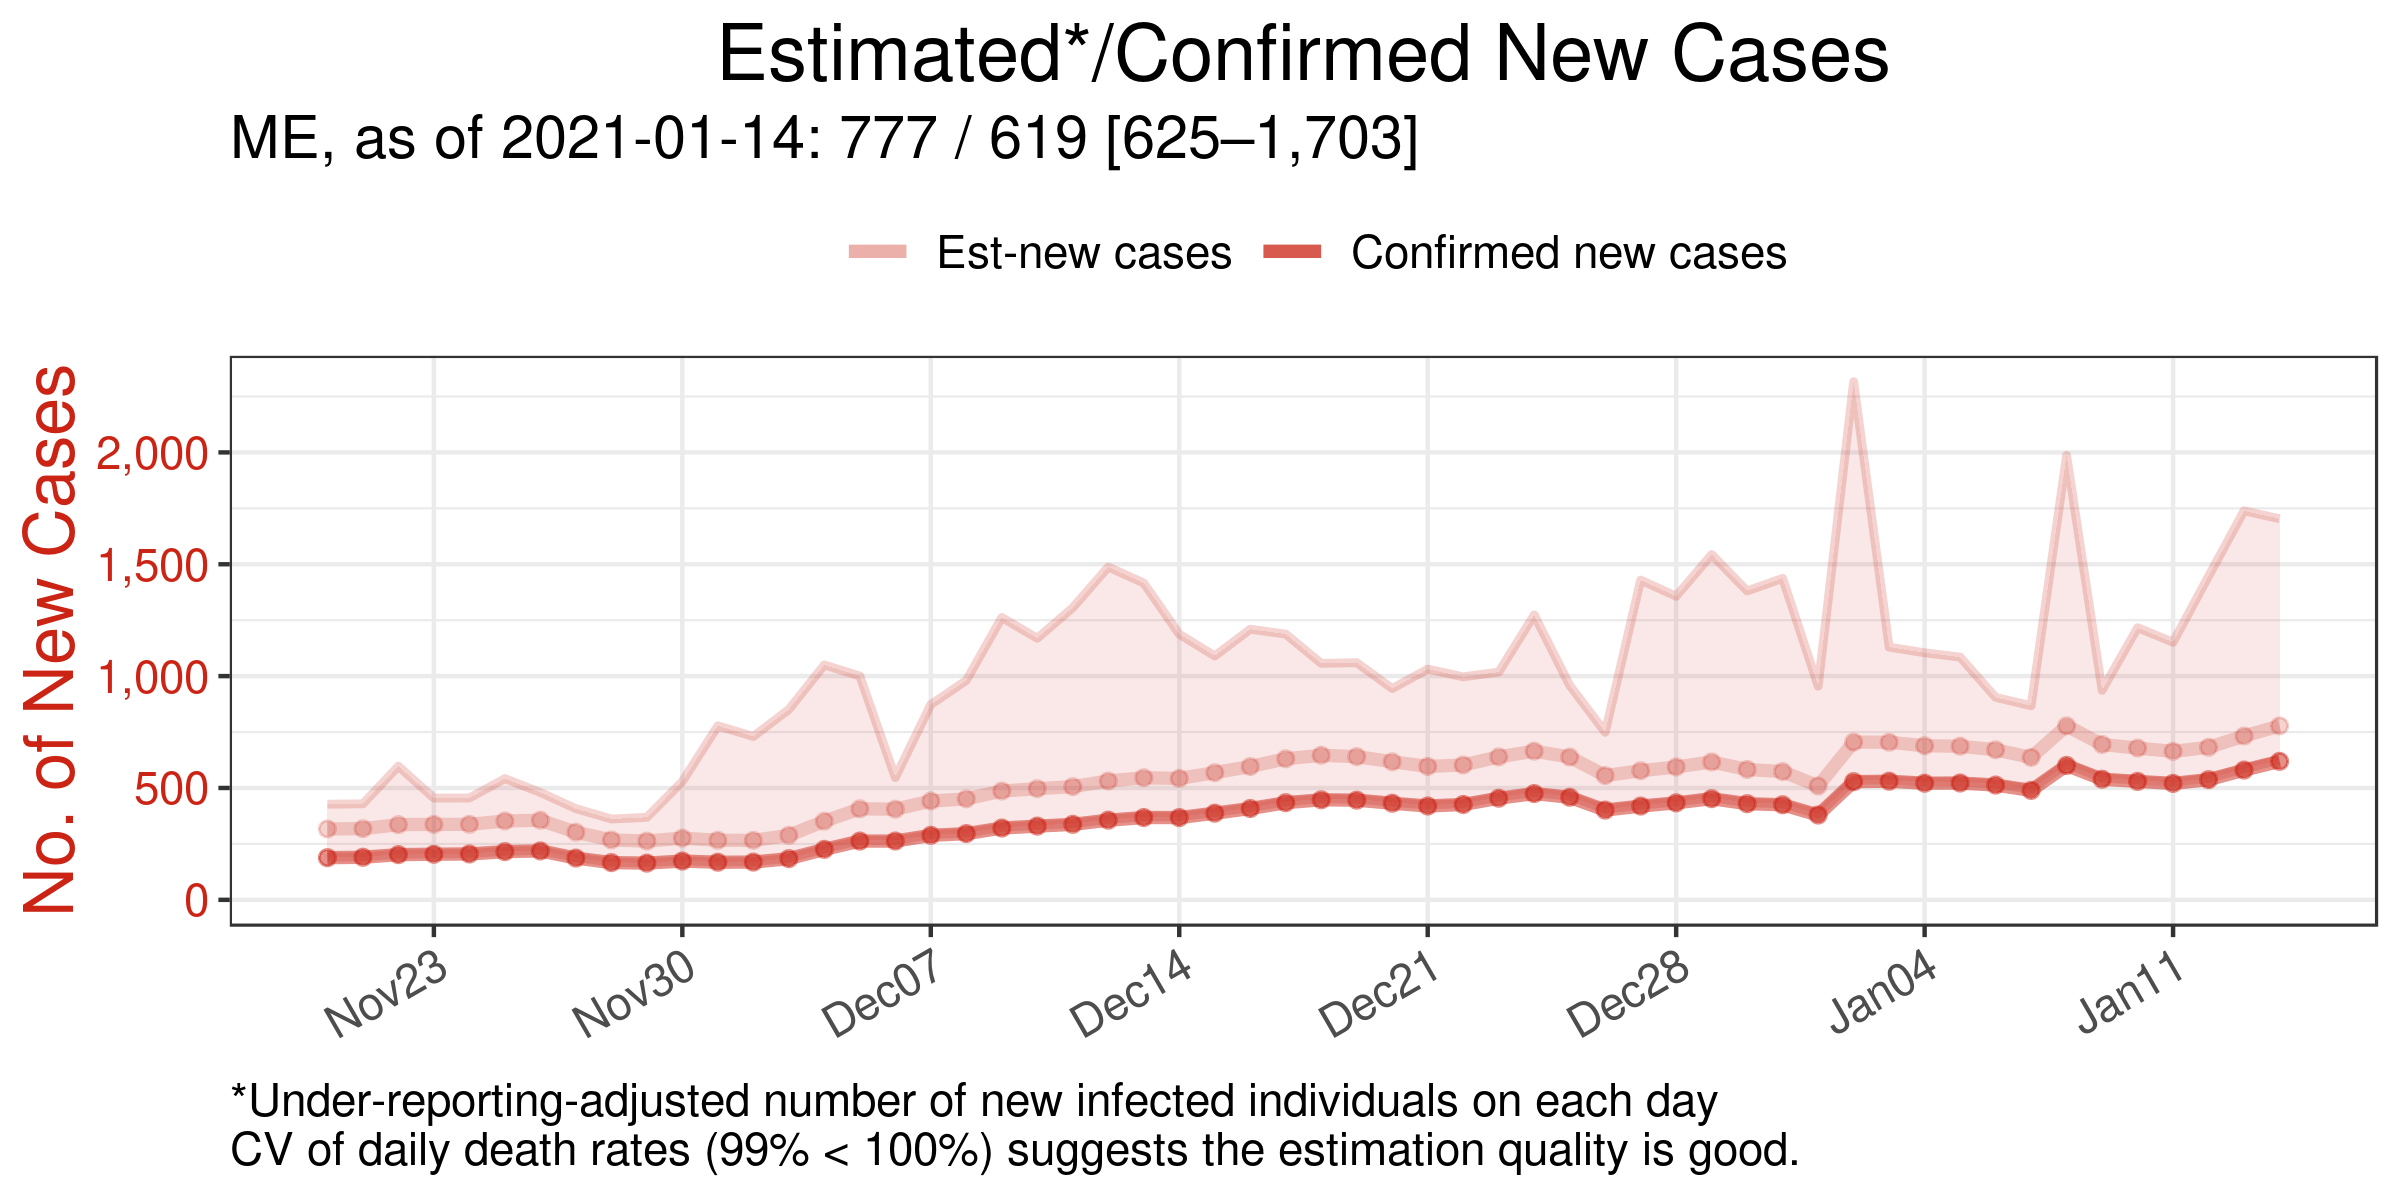 Estimated*/Confirmed New Cases
ME, as of 2021-01-14: 777 / 619 [625–1,703]
Est-new cases Confirmed new cases
No. of New Cases
2,000
1,500
1,000
500
0
Nov23 Nov30 Dec07 Dec14 Dec21 Dec28 Jan04 Jan11
*Under-reporting-adjusted number of new infected individuals on each day
CV of daily death rates (99% < 100%) suggests the estimation quality is good.